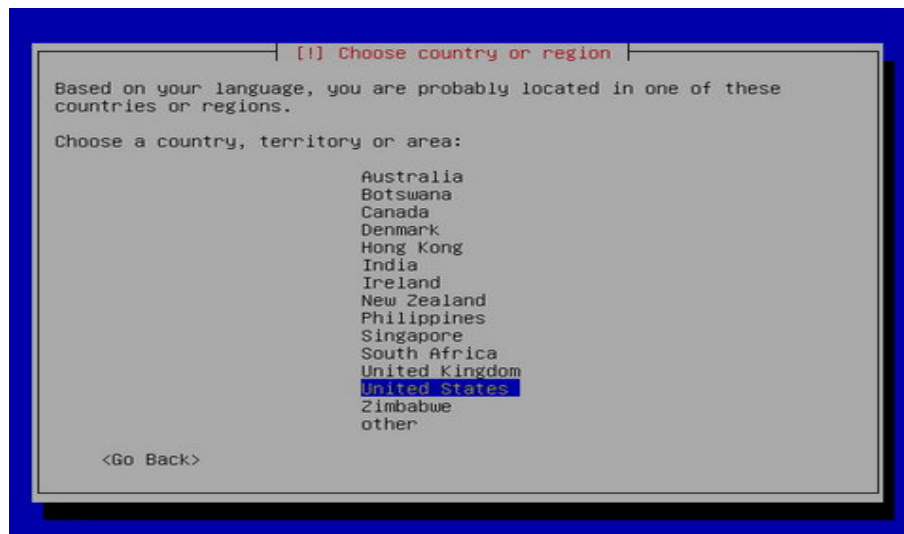 [!] Choose country or region
Based on your language, you are probably located in one of these
countries or regions.
Choose a country, territory or area:
Australia
Botswana
Canada
Denmark
Hong Kong
India
Ireland
New Zealand
Philippines
Singapore
South Africa
United Kingdom
United States
Zimbabwe
other
<Go Back>